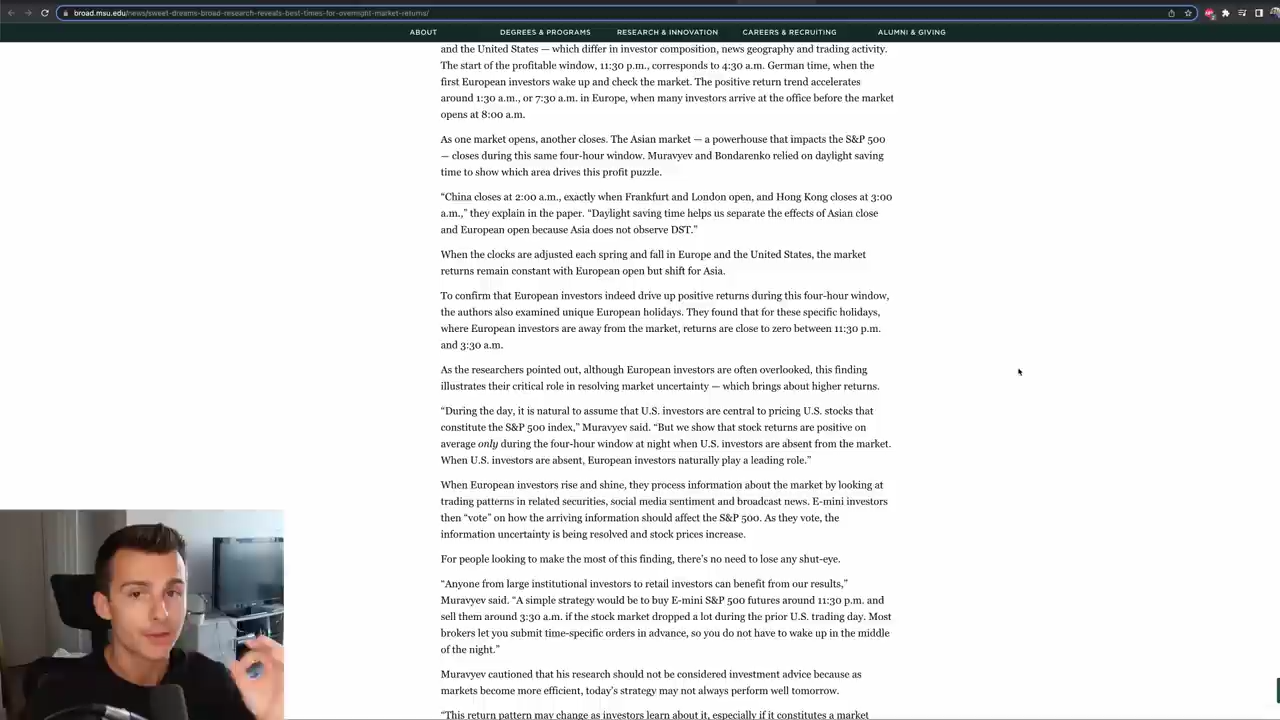 broad.msu.edu/news/sweet-dreams-broad-research-reveals-best-times-for-overnight-market-returns/
ABOUT DEGREES & PROGRAMS RESEARCH & INNOVATION CAREERS & RECRUITING ALUMNI & GIVING
and the United States — which differ in investor composition, news geography and trading activity.
The start of the profitable window, 11:30 p.m., corresponds to 4:30 a.m. German time, when the
first European investors wake up and check the market. The positive return trend accelerates
around 1:30 a.m., or 7:30 a.m. in Europe, when many investors arrive at the office before the market
opens at 8:00 a.m.
As one market opens, another closes. The Asian market — a powerhouse that impacts the S&P 500
— closes during this same four-hour window. Muravyev and Bondarenko relied on daylight saving
time to show which area drives this profit puzzle.
“China closes at 2:00 a.m., exactly when Frankfurt and London open, and Hong Kong closes at 3:00
a.m.,” they explain in the paper. “Daylight saving time helps us separate the effects of Asian close
and European open because Asia does not observe DST.”
When the clocks are adjusted each spring and fall in Europe and the United States, the market
returns remain constant with European open but shift for Asia.
To confirm that European investors indeed drive up positive returns during this four-hour window,
the authors also examined unique European holidays. They found that for these specific holidays,
where European investors are away from the market, returns are close to zero between 11:30 p.m.
and 3:30 a.m.
As the researchers pointed out, although European investors are often overlooked, this finding
illustrates their critical role in resolving market uncertainty — which brings about higher returns.
“During the day, it is natural to assume that U.S. investors are central to pricing U.S. stocks that
constitute the S&P 500 index,” Muravyev said. “But we show that stock returns are positive on
average only during the four-hour window at night when U.S. investors are absent from the market.
When U.S. investors are absent, European investors naturally play a leading role.”
When European investors rise and shine, they process information about the market by looking at
trading patterns in related securities, social media sentiment and broadcast news. E-mini investors
then “vote” on how the arriving information should affect the S&P 500. As they vote, the
information uncertainty is being resolved and stock prices increase.
For people looking to make the most of this finding, there’s no need to lose any shut-eye.
“Anyone from large institutional investors to retail investors can benefit from our results,”
Muravyev said. “A simple strategy would be to buy E-mini S&P 500 futures around 11:30 p.m. and
sell them around 3:30 a.m. if the stock market dropped a lot during the prior U.S. trading day. Most
brokers let you submit time-specific orders in advance, so you do not have to wake up in the middle
of the night.”
Muravyev cautioned that his research should not be considered investment advice because as
markets become more efficient, today’s strategy may not always perform well tomorrow.
“This return pattern may change as investors learn about it, especially if it constitutes a market